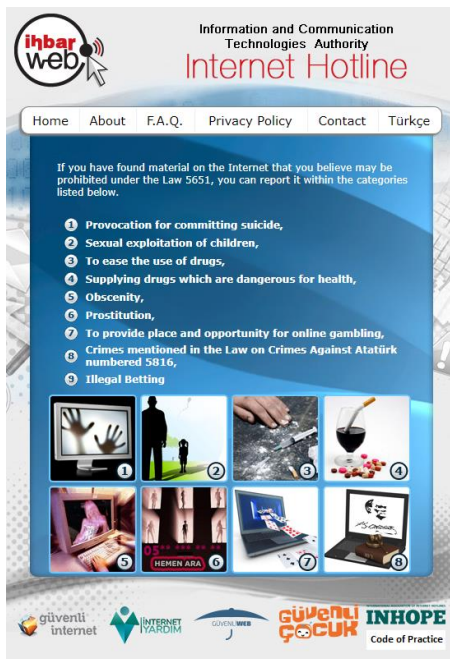 ihbar
web
Information and Communication
Technologies Authority
Internet Hotline
Home About F.A.Q. Privacy Policy Contact Türkçe
If you have found material on the Internet that you believe may be
prohibited under the Law 5651, you can report it within the categories
listed below.
1 Provocation for committing suicide,
2 Sexual exploitation of children,
3 To ease the use of drugs,
4 Supplying drugs which are dangerous for health,
5 Obscenity,
6 Prostitution,
7 To provide place and opportunity for online gambling,
8 Crimes mentioned in the Law on Crimes Against Atatürk
numbered 5816,
9 Illegal Betting
1 2 3 4
05** *** ** **
HEMEN ARA
5 6 7 8
güvenli
internet
İNTERNET
YARDIM
GÜVENLİWEB
GÜVENLİ
ÇOCUK
INHOPE
Code of Practice